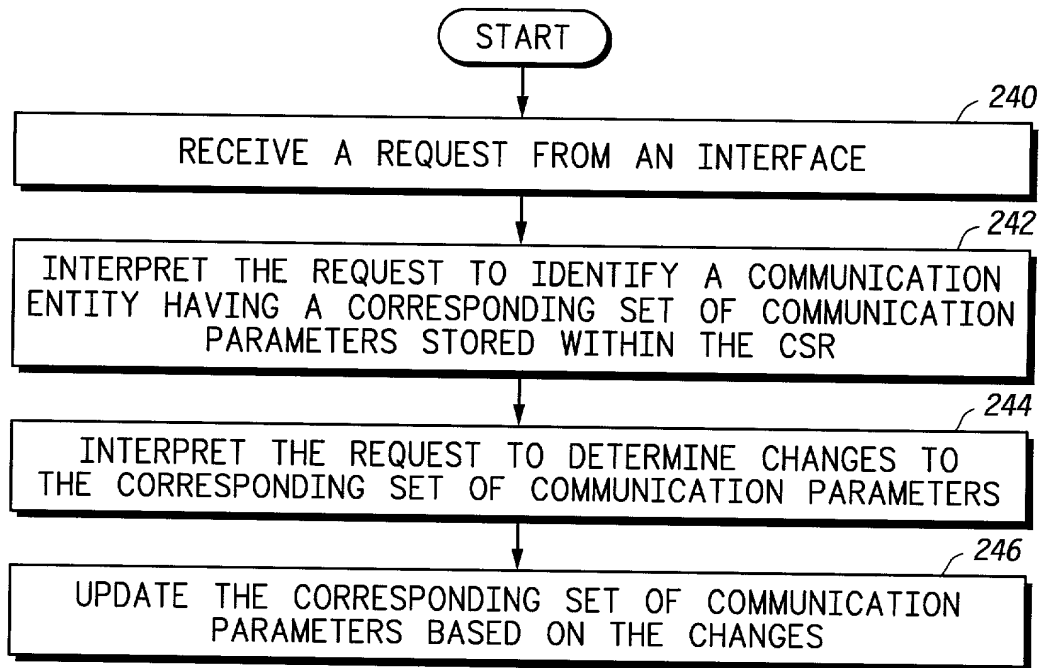 START
240
RECEIVE A REQUEST FROM AN INTERFACE
242
INTERPRET THE REQUEST TO IDENTIFY A COMMUNICATION
ENTITY HAVING A CORRESPONDING SET OF COMMUNICATION
PARAMETERS STORED WITHIN THE CSR
244
INTERPRET THE REQUEST TO DETERMINE CHANGES TO
THE CORRESPONDING SET OF COMMUNICATION PARAMETERS
246
UPDATE THE CORRESPONDING SET OF COMMUNICATION
PARAMETERS BASED ON THE CHANGES